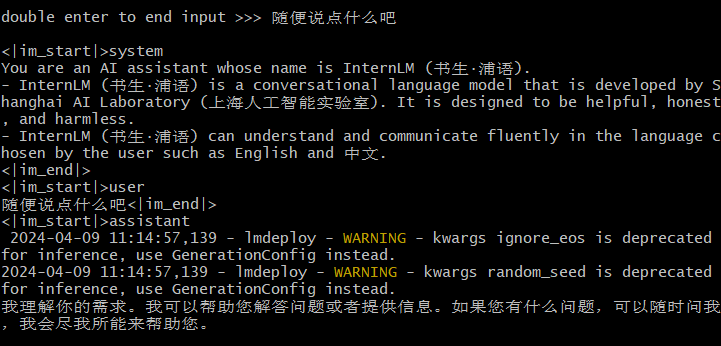 double enter to end input >>> 随便说点什么吧
<|im_start|>system
You are an AI assistant whose name is InternLM (书生·浦语).
- InternLM (书生·浦语) is a conversational language model that is developed by S
hanghai AI Laboratory (上海人工智能实验室). It is designed to be helpful, honest
, and harmless.
- InternLM (书生·浦语) can understand and communicate fluently in the language c
hosen by the user such as English and 中文.
<|im_end|>
<|im_start|>user
随便说点什么吧<|im_end|>
<|im_start|>assistant
2024-04-09 11:14:57,139 - lmdeploy - WARNING - kwargs ignore_eos is deprecated
for inference, use GenerationConfig instead.
2024-04-09 11:14:57,139 - lmdeploy - WARNING - kwargs random_seed is deprecated
for inference, use GenerationConfig instead.
我理解你的需求。我可以帮助您解答问题或者提供信息。如果您有什么问题，可以随时问我
，我会尽我所能来帮助您。